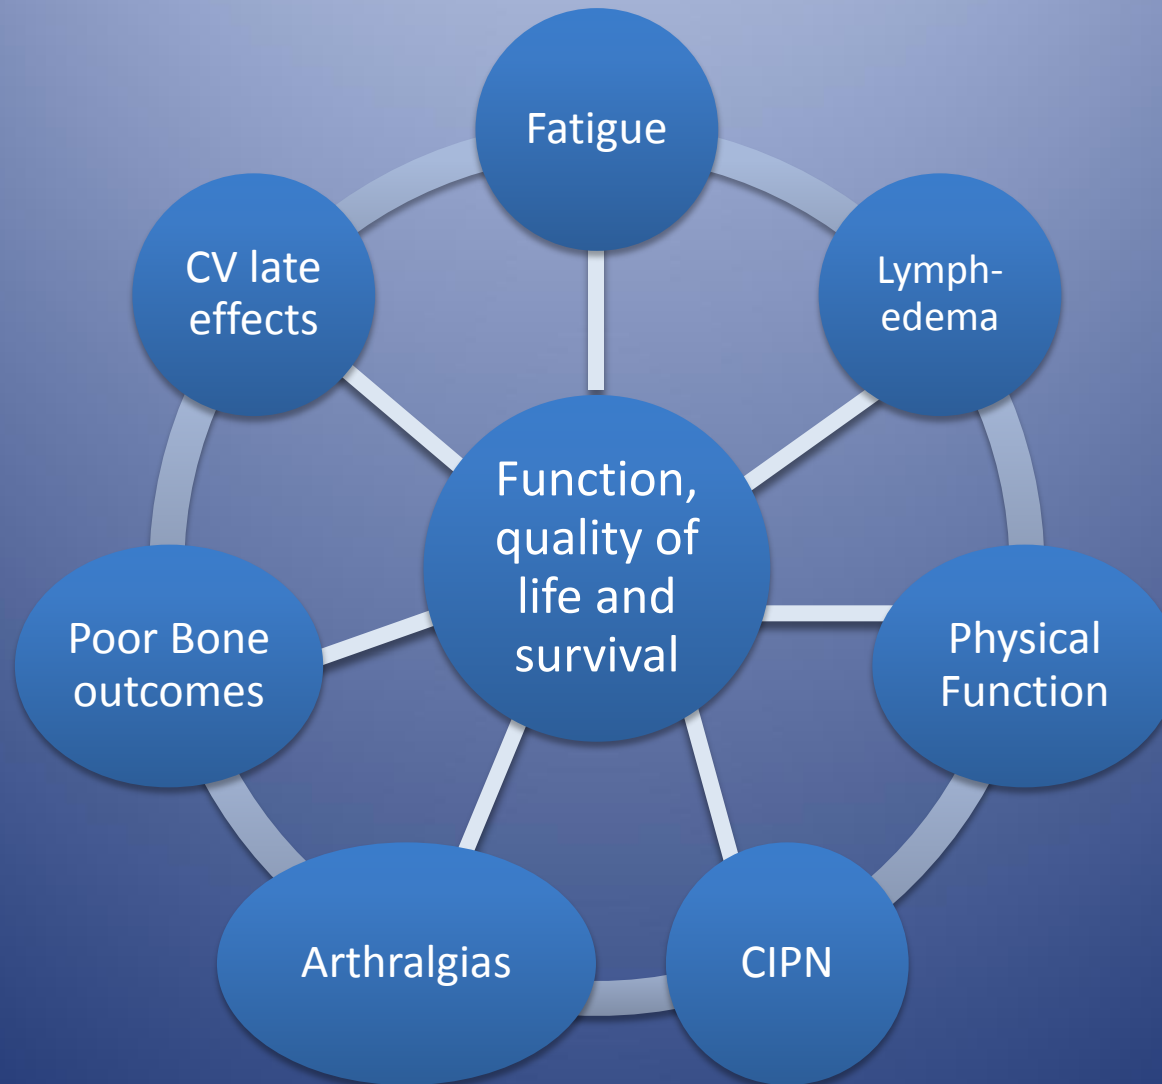 Fatigue
CV late
effects
Lymph-
edema
Function,
quality of
life and
survival
Poor Bone
outcomes
Physical
Function
Arthralgias
CIPN